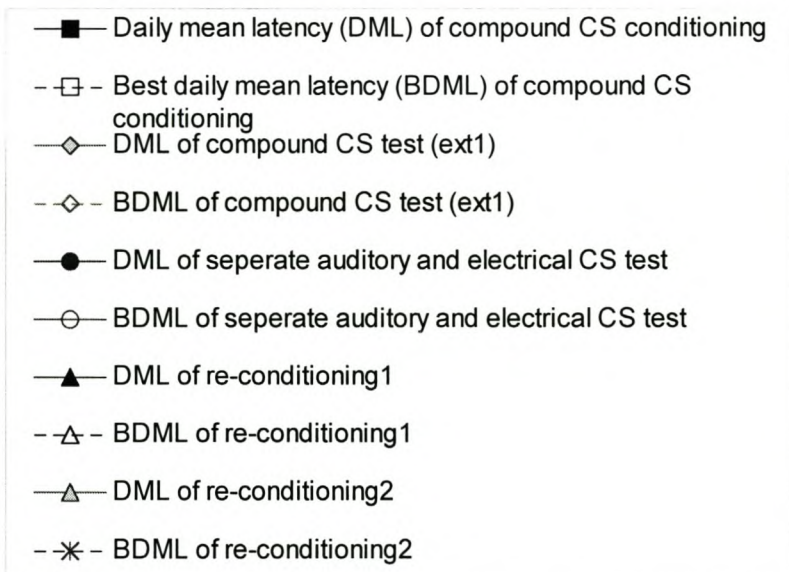 Daily mean latency (DML) of compound CS conditioning
Best daily mean latency (BDML) of compound CS
conditioning
DML of compound CS test (ext1)
BDML of compound CS test (ext1)
DML of seperate auditory and electrical CS test
BDML of seperate auditory and electrical CS test
DML of re-conditioning1
BDML of re-conditioning1
DML of re-conditioning2
BDML of re-conditioning2